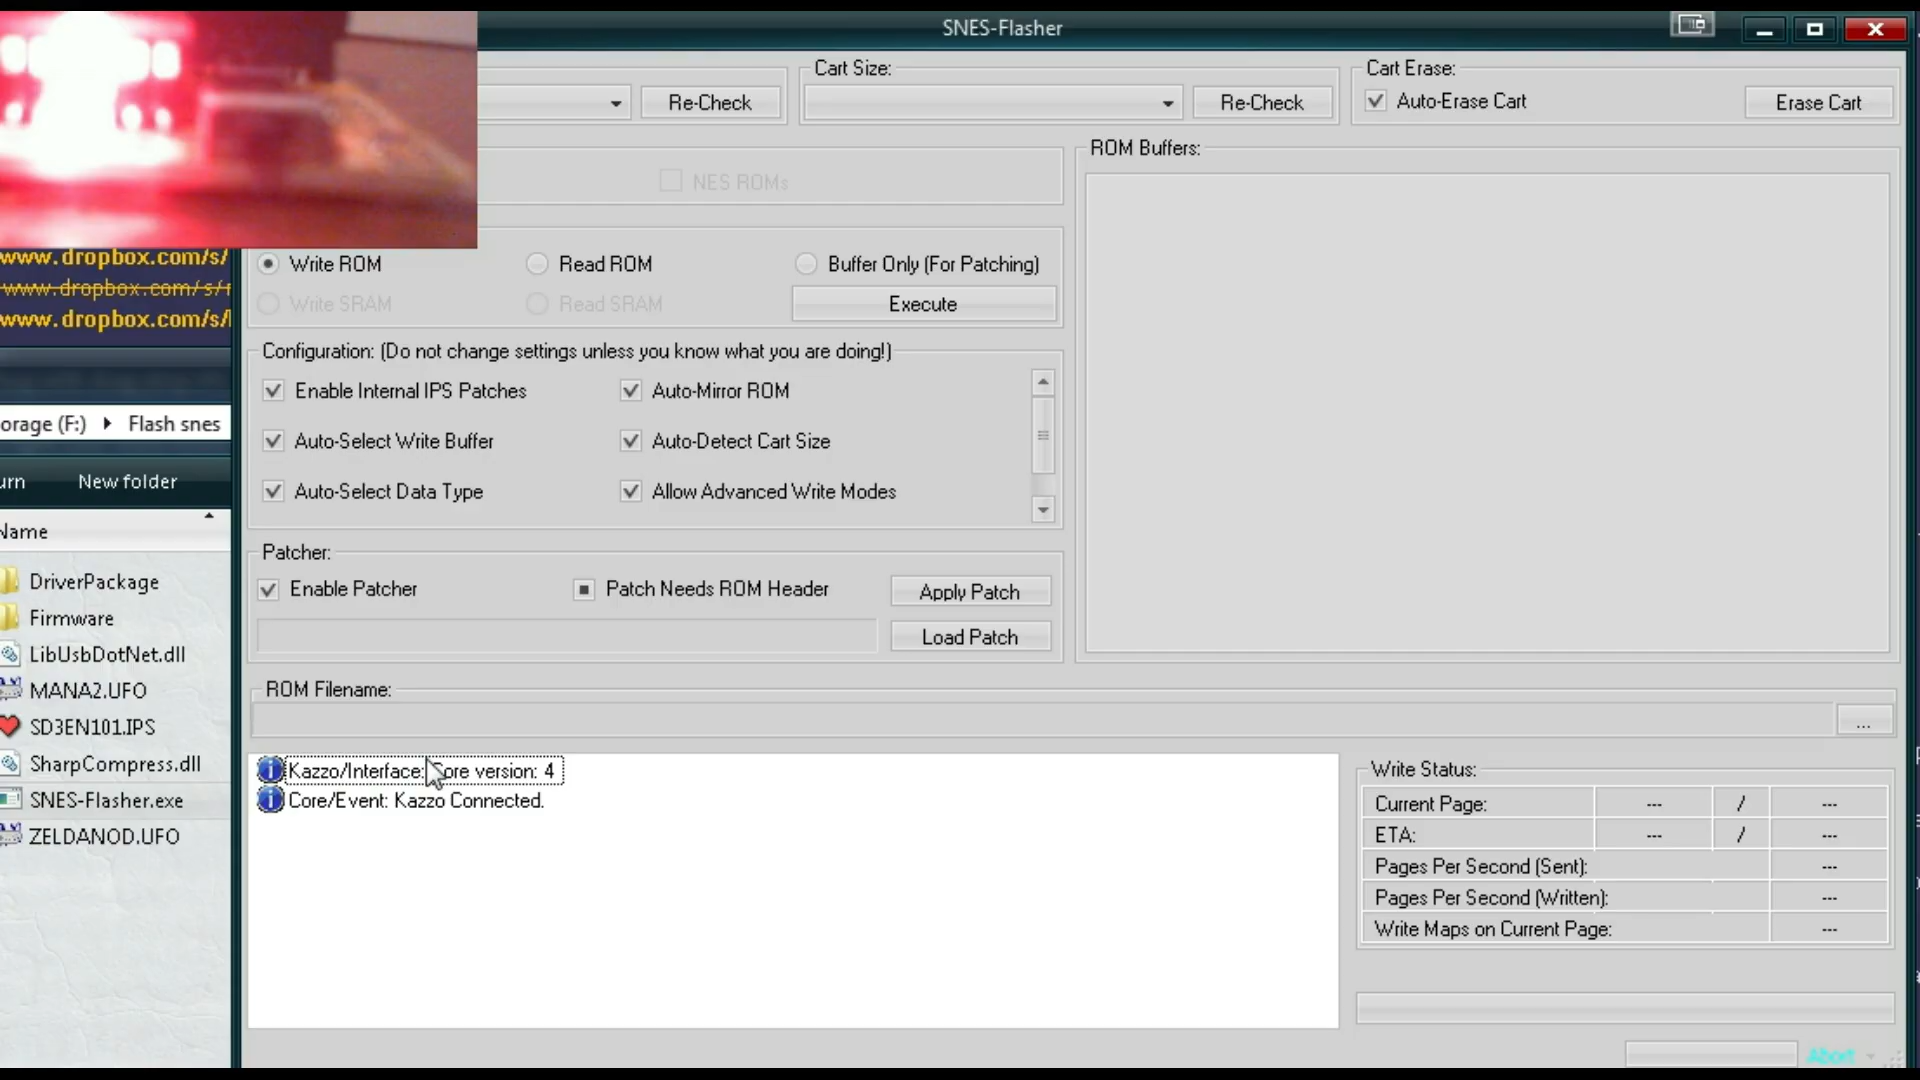 SNES-Flasher
Re-Check
Cart Size:
Re-Check
Cart Erase:
Auto-Erase Cart
Erase Cart
NES ROMs
ROM Buffers:
www.dropbox.com/s/
www.dropbox.com/s/r
www.dropbox.com/s/l
Write ROM
Read ROM
Buffer Only (For Patching)
Write SRAM
Read SRAM
Execute
Configuration: (Do not change settings unless you know what you are doing!)
Enable Internal IPS Patches
Auto-Mirror ROM
Auto-Select Write Buffer
Auto-Detect Cart Size
Auto-Select Data Type
Allow Advanced Write Modes
Patcher:
Enable Patcher
Patch Needs ROM Header
Apply Patch
Load Patch
orage (F:)
Flash snes
urn
New folder
Name
DriverPackage
Firmware
LibUsbDotNet.dll
MANA2.UFO
SD3EN101.IPS
SharpCompress.dll
SNES-Flasher.exe
ZELDANOD.UFO
ROM Filename:
...
Kazzo/Interface: Core version: 4
Core/Event: Kazzo Connected.
Write Status:
Current Page: --- / ---
ETA: --- / ---
Pages Per Second (Sent): ---
Pages Per Second (Written): ---
Write Maps on Current Page: ---
Abort